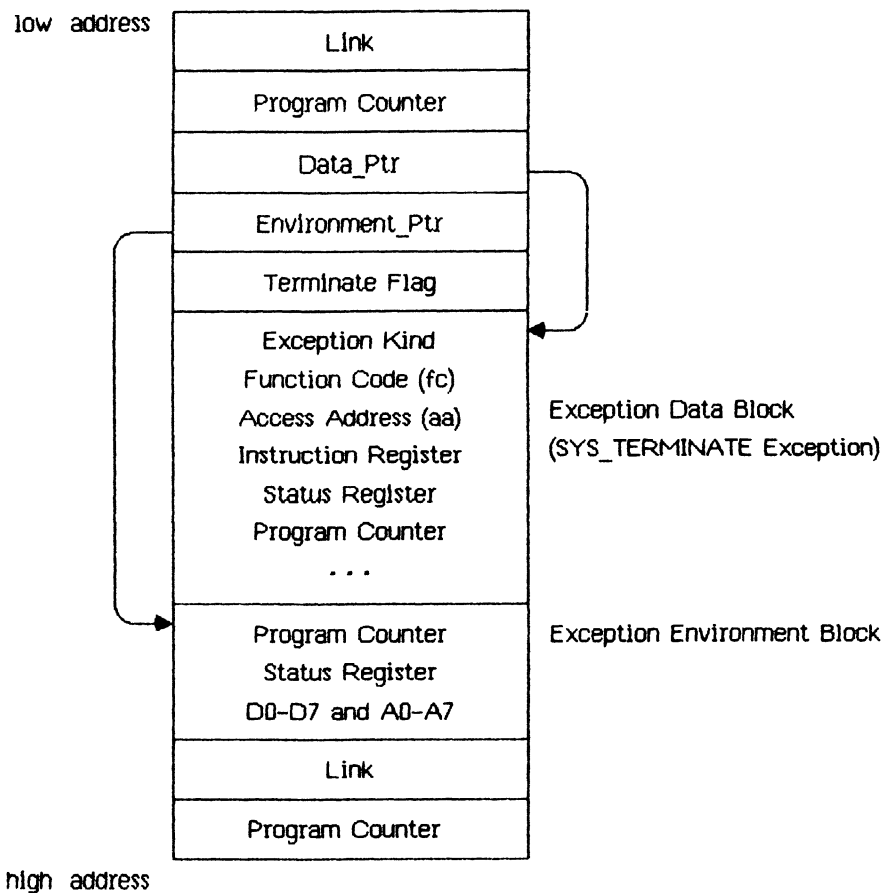 low address
Link
Program Counter
Data_Ptr
Environment_Ptr
Terminate Flag
Exception Kind
Function Code (fc)
Access Address (aa)
Instruction Register
Status Register
Program Counter
...
Exception Data Block
(SYS_TERMINATE Exception)
Program Counter
Status Register
D0-D7 and A0-A7
Exception Environment Block
Link
Program Counter
high address